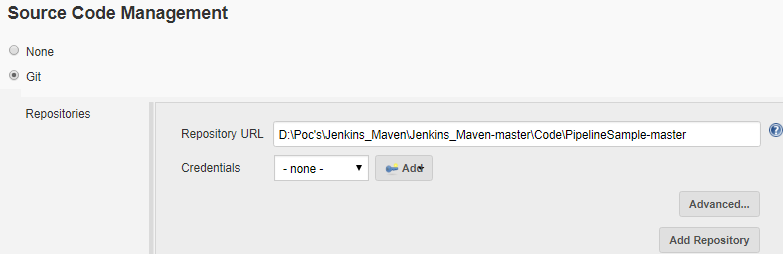 Source Code Management
None
Git
Repositories
Repository URL D:\Poc's\Jenkins_Maven\Jenkins_Maven-master\Code\PipelineSample-master ?
Credentials - none - Add
Advanced...
Add Repository